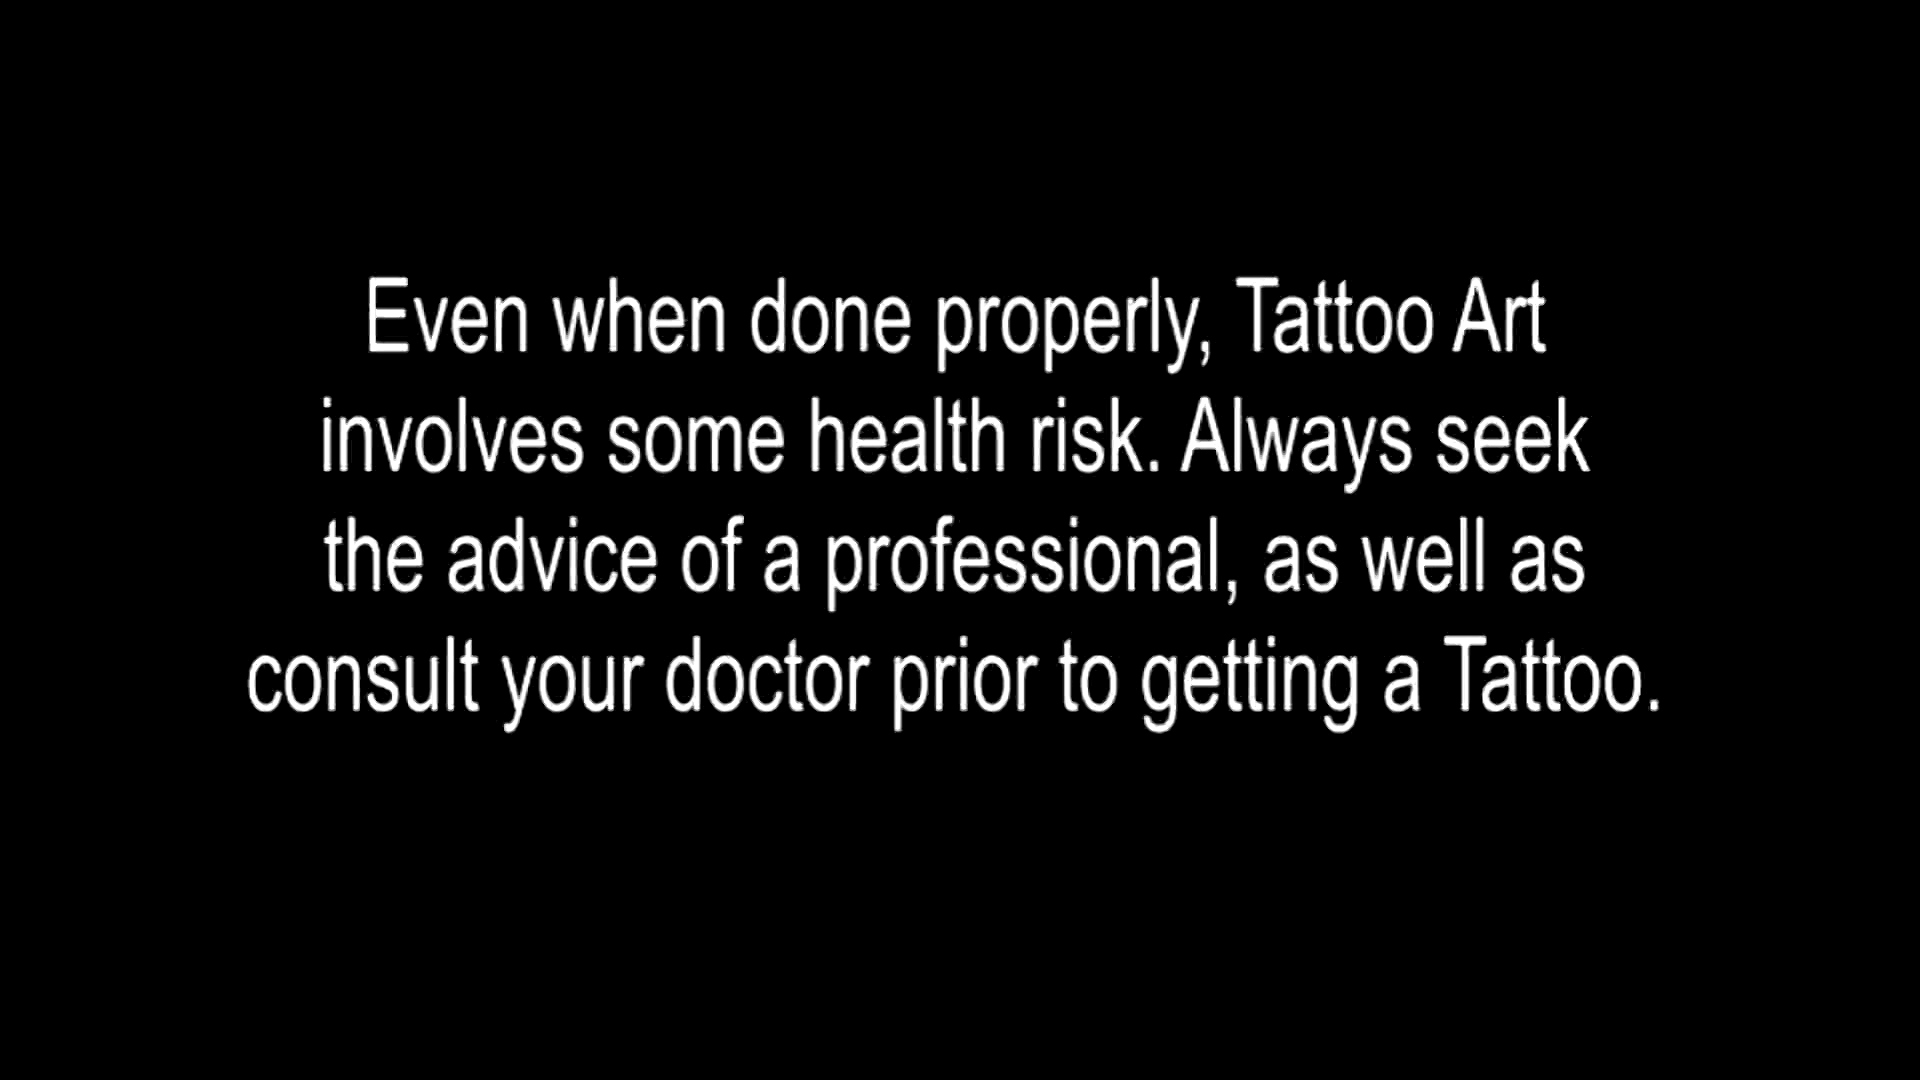 Even when done properly, Tattoo Art
involves some health risk. Always seek
the advice of a professional, as well as
consult your doctor prior to getting a Tattoo.